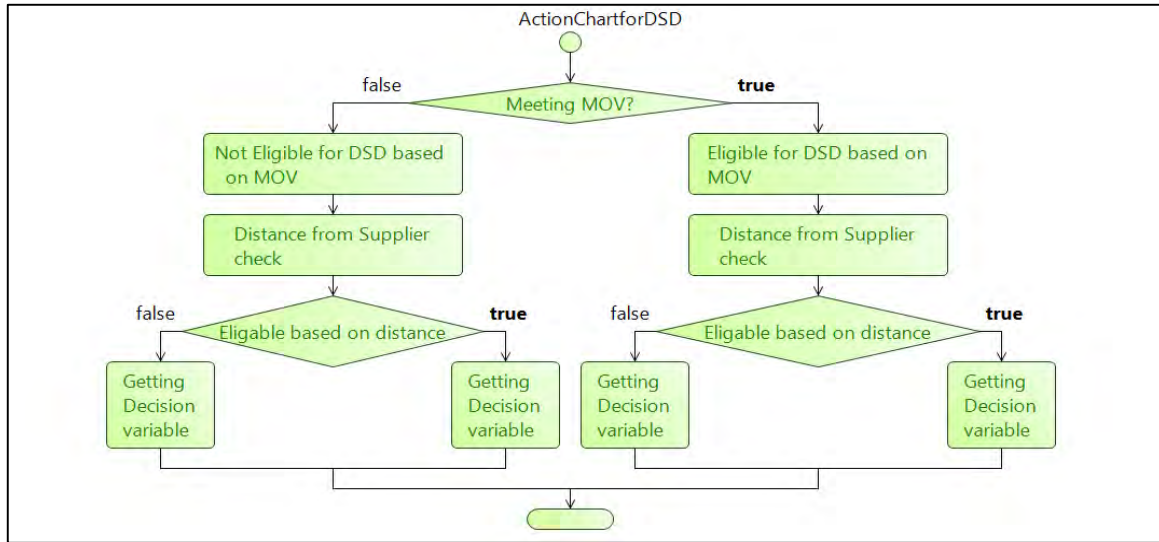 ActionChartforDSD
false
true
Meeting MOV?
Not Eligible for DSD based
on MOV
Eligible for DSD based on
MOV
Distance from Supplier
check
Distance from Supplier
check
false
true
Eligable based on distance
false
true
Eligable based on distance
Getting
Decision
variable
Getting
Decision
variable
Getting
Decision
variable
Getting
Decision
variable